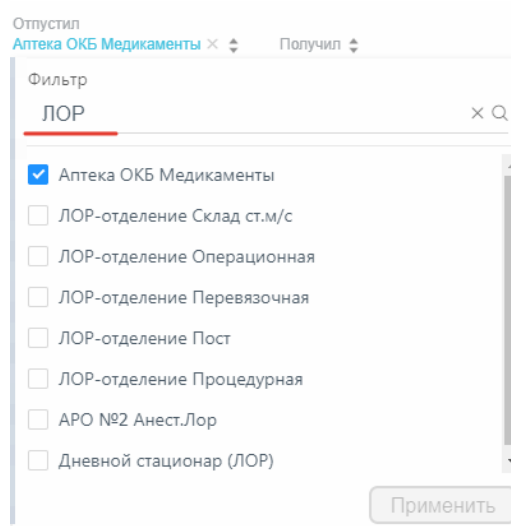 Отпустил
Аптека ОКБ Медикаменты Получил
Фильтр
ЛОР
Аптека ОКБ Медикаменты
ЛОР-отделение Склад ст.м/с
ЛОР-отделение Операционная
ЛОР-отделение Перевязочная
ЛОР-отделение Пост
ЛОР-отделение Процедурная
АРО №2 Анест.Лор
Дневной стационар (ЛОР)
Применить